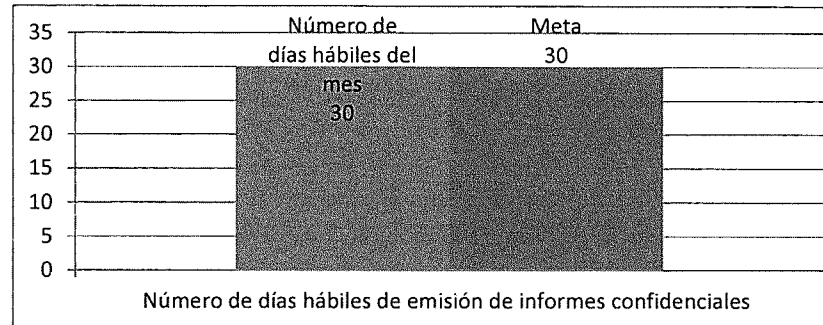 35
30
25
20
15
10
5
0
Número de
días hábiles del
mes
30
Meta
30
Número de días hábiles de emisión de informes confidenciales